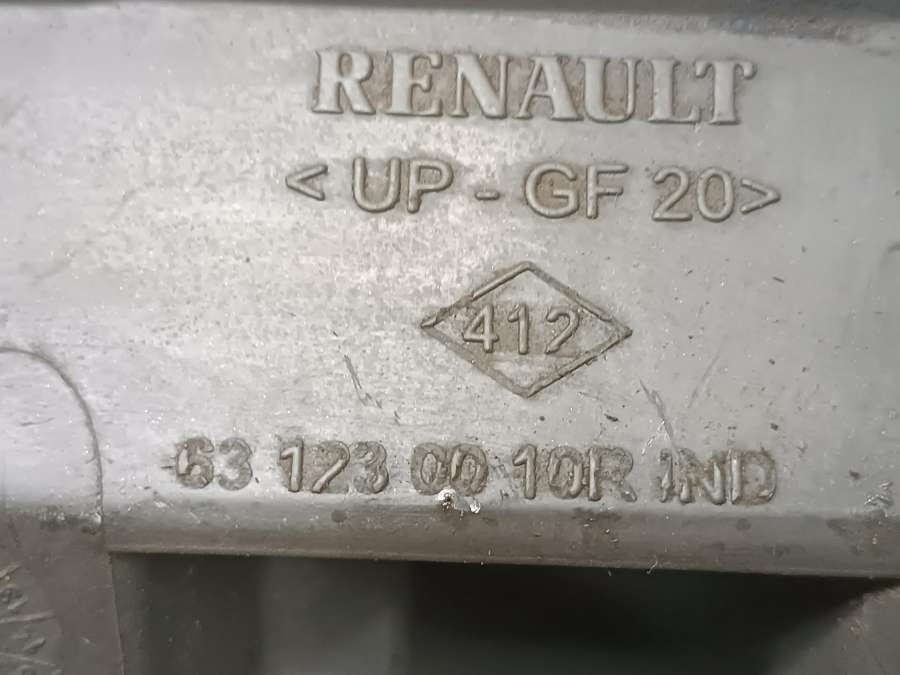 RENAULT
< UP - GF 20>
412
63 123 00 10R IND